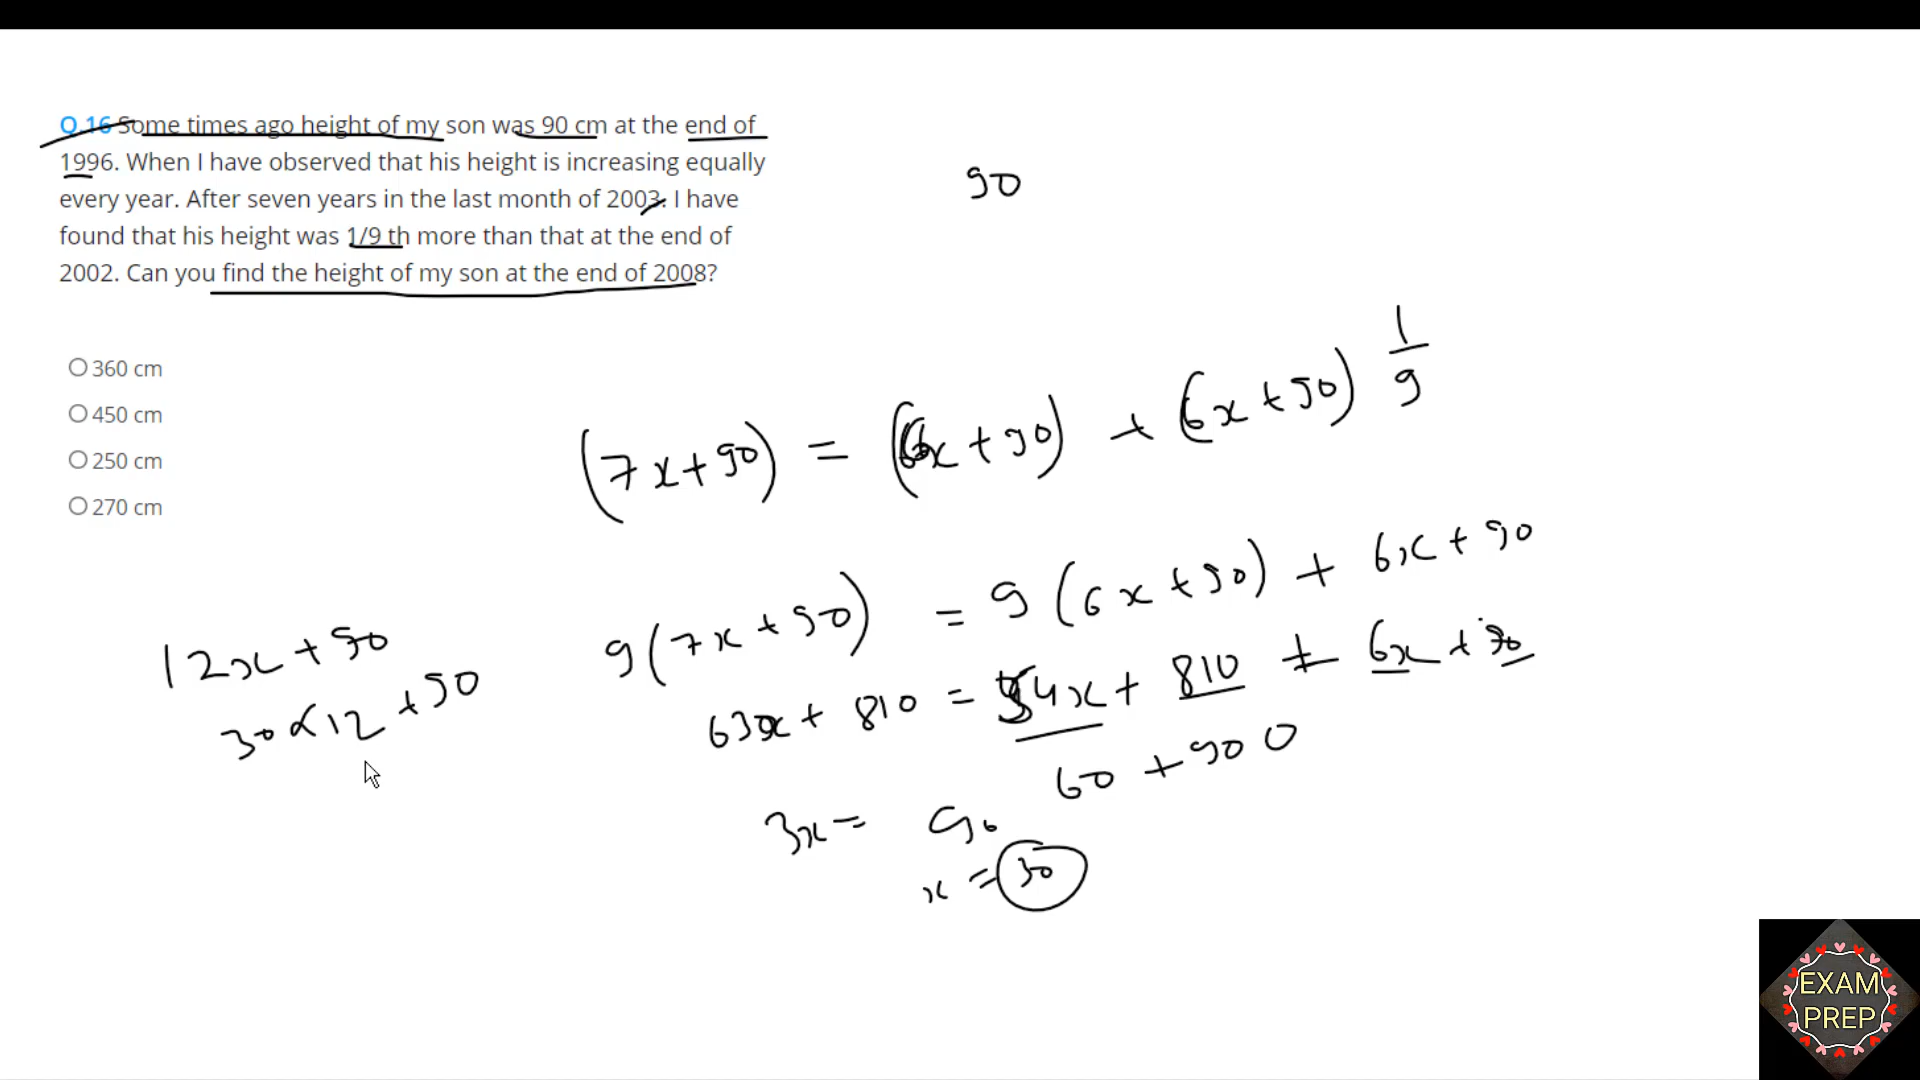 Q.16 Some times ago height of my son was 90 cm at the end of
1996. When I have observed that his height is increasing equally
every year. After seven years in the last month of 2003. I have
found that his height was 1/9 th more than that at the end of
2002. Can you find the height of my son at the end of 2008?
90
360 cm
450 cm
250 cm
270 cm
(7x+90) = (6x+90) + (6x+90) 1/9
9(7x+90) = 9(6x+90) + 6x+90
63x+ 810 = 54x+ 810 + 6x+90
60 + 900
3x= 90
x = 30
12x+90
30×12+90
EXAM
PREP